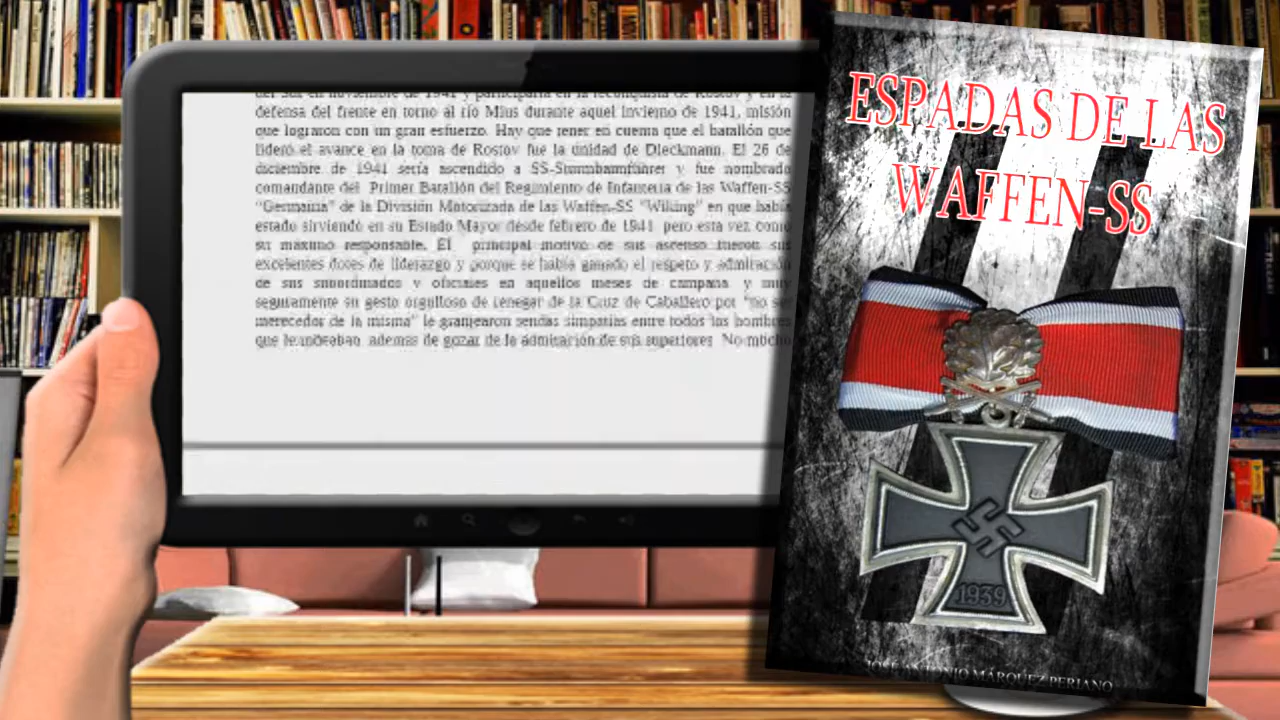 defensa del frente en torno al río Mius durante aquel invierno de 1941, misión
que lograron con un gran esfuerzo. Hay que tener en cuenta que el batallón que
lideró el avance en la toma de Rostov fue la unidad de Dieckmann. El 26 de
diciembre de 1941 sería ascendido a SS-Sturmbannführer y fue nombrado
comandante del Primer Batallón del Regimiento de Infantería de las Waffen-SS
"Germania" de la División Motorizada de las Waffen-SS "Wiking" en que había
estado sirviendo en su Estado Mayor desde febrero de 1941 pero esta vez como
su máximo responsable. El principal motivo de sus ascenso fueron sus
excelentes dotes de liderazgo y porque se había ganado el respeto y admiración
de sus subordinados y oficiales en aquellos meses de campaña y muy
seguramente su gesto orgulloso de renegar de la Cruz de Caballero por "no ser
merecedor de la misma" le granjearon sendas simpatías entre todos los hombres
que le rodeaban además de gozar de la admiración de sus superiores No mucho
ESPADAS DE LAS
WAFFEN-SS
1939
JOSÉ ANTONIO MÁRQUEZ PERIANO